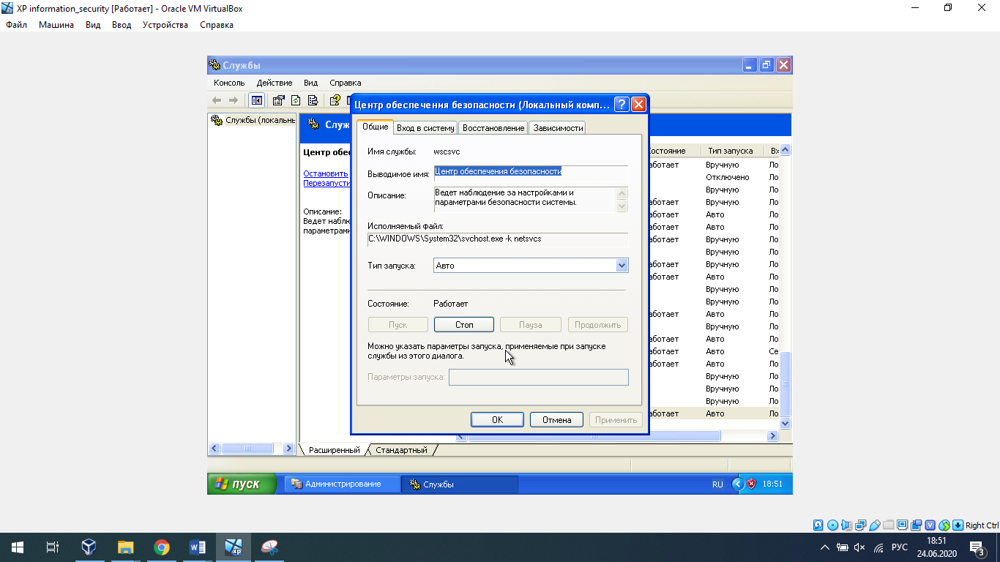 XP information_security [Работает] - Oracle VM VirtualBox
Файл Машина Вид Ввод Устройства Справка
Службы
Консоль Действие Вид Справка
Службы (локальны
Служ
Центр обес
Остановить
Перезапусти
Описание:
Ведет наблю
параметрами
Центр обеспечения безопасности (Локальный комп...
Общие Вход в систему Восстановление Зависимости
Имя службы: wscsvc
Выводимое имя: Центр обеспечения безопасности
Описание: Ведет наблюдение за настройками и
параметрами безопасности системы.
Исполняемый файл:
C:\WINDOWS\System32\svchost.exe -k netsvcs
Тип запуска: Авто
Состояние: Работает
Пуск Стоп Пауза Продолжить
Можно указать параметры запуска, применяемые при запуске
службы из этого диалога.
Параметры запуска:
OK Отмена Применить
Состояние Тип запуска Вх
аботает Вручную Ло
Отключено Ло
Вручную Ло
аботает Вручную Ло
аботает Авто Ло
аботает Авто Ло
аботает Вручную Ло
Вручную Ло
аботает Вручную Ло
аботает Авто Ло
Вручную Ло
Вручную Ло
аботает Авто Ло
Вручную Ло
аботает Авто Ло
аботает Авто Се
аботает Авто Ло
Вручную Ло
Вручную Ло
Вручную Ло
аботает Авто Ло
Расширенный Стандартный
пуск Администрирование Службы RU 18:51
Right Ctrl
РУС 18:51
24.06.2020
3